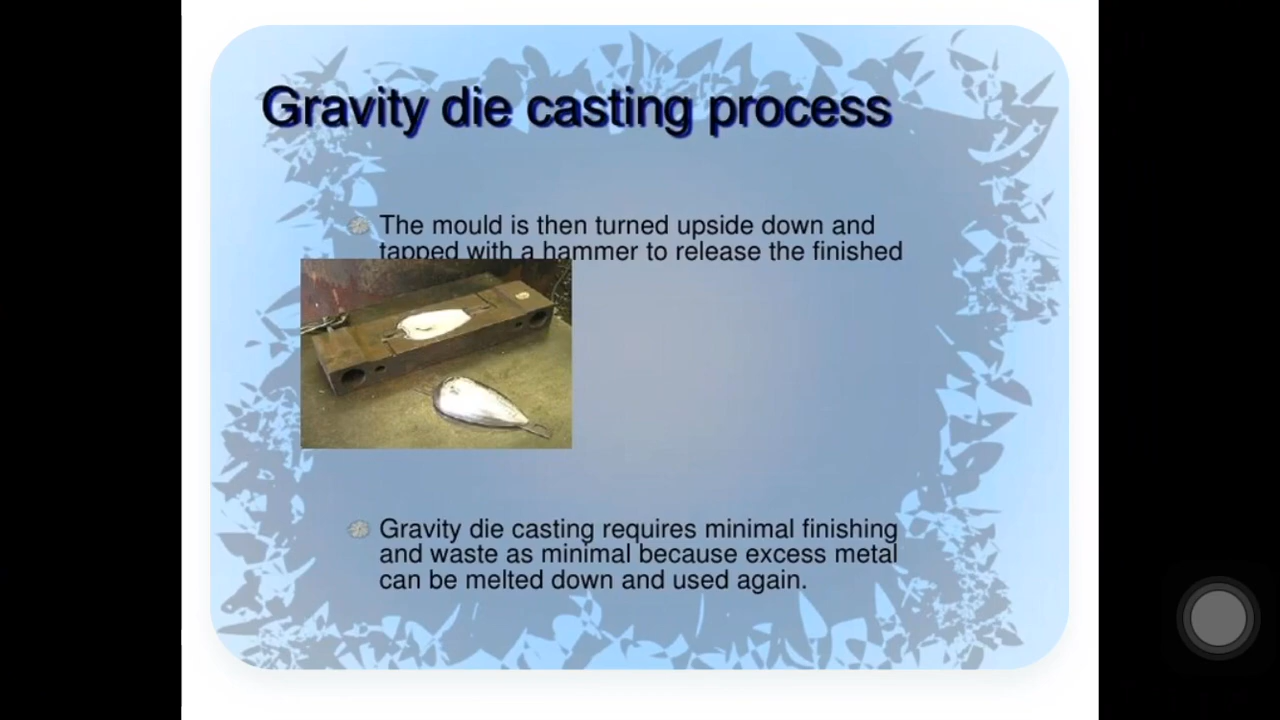 Gravity die casting process
The mould is then turned upside down and
tapped with a hammer to release the finished
Gravity die casting requires minimal finishing
and waste as minimal because excess metal
can be melted down and used again.